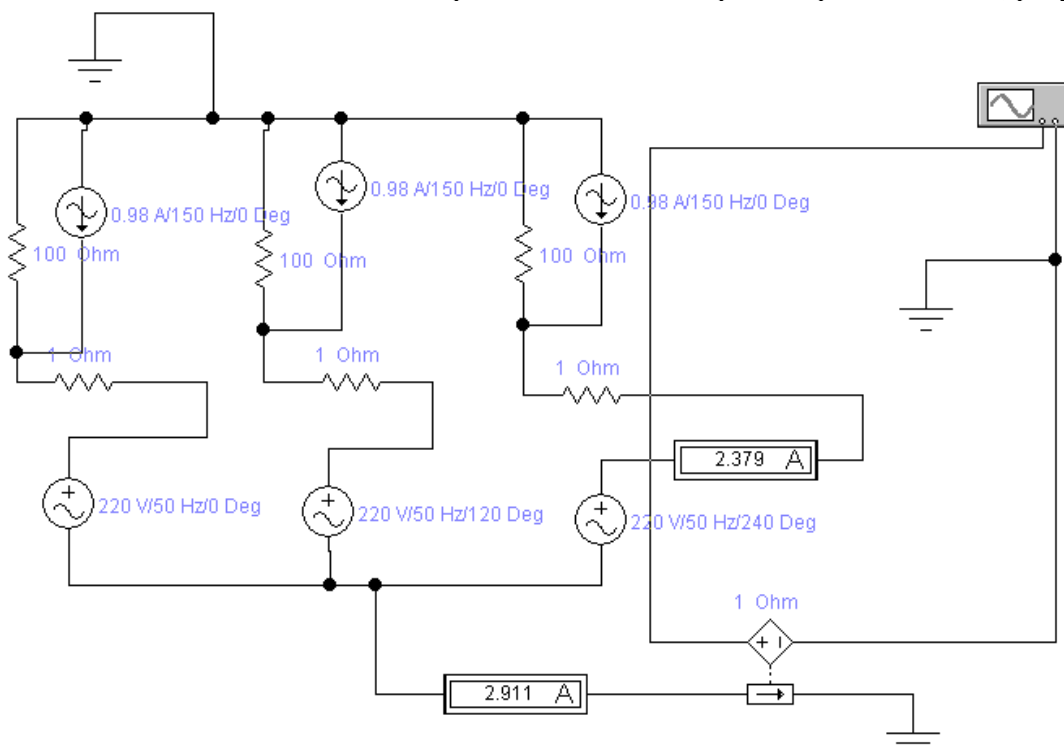 0.98 A/150 Hz/0 Deg
0.98 A/150 Hz/0 Deg
0.98 A/150 Hz/0 Deg
100 Ohm
100 Ohm
100 Ohm
1 Ohm
1 Ohm
1 Ohm
2.379 A
220 V/50 Hz/0 Deg
220 V/50 Hz/120 Deg
220 V/50 Hz/240 Deg
1 Ohm
2.911 A